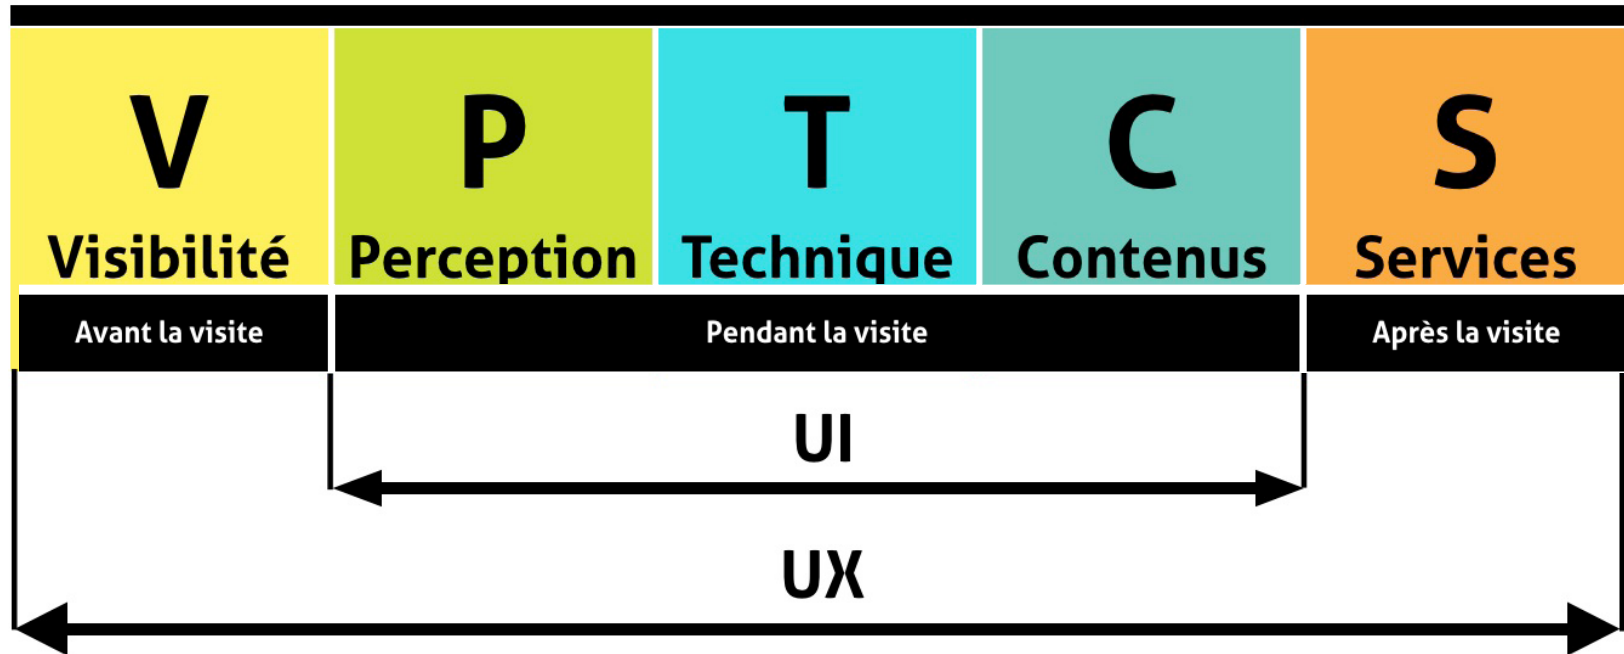 V P T C S
Visibilité Perception Technique Contenus Services
Avant la visite Pendant la visite Après la visite
UI
UX